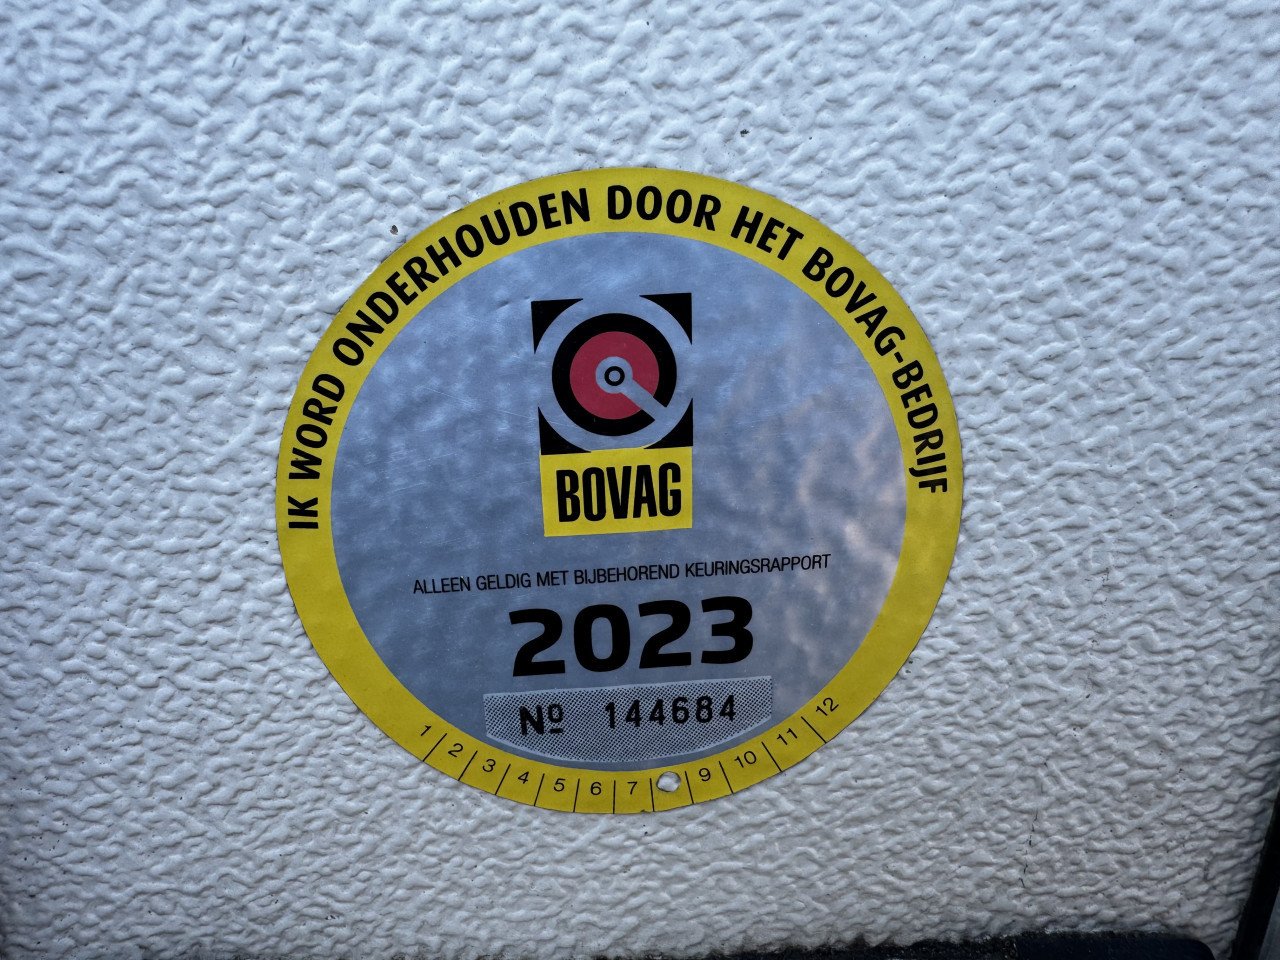 IK WORD ONDERHOUDEN DOOR HET BOVAG-BEDRIJF
BOVAG
ALLEEN GELDIG MET BIJBEHOREND KEURINGSRAPPORT
2023
Nº 144684
1 2 3 4 5 6 7 9 10 11 12